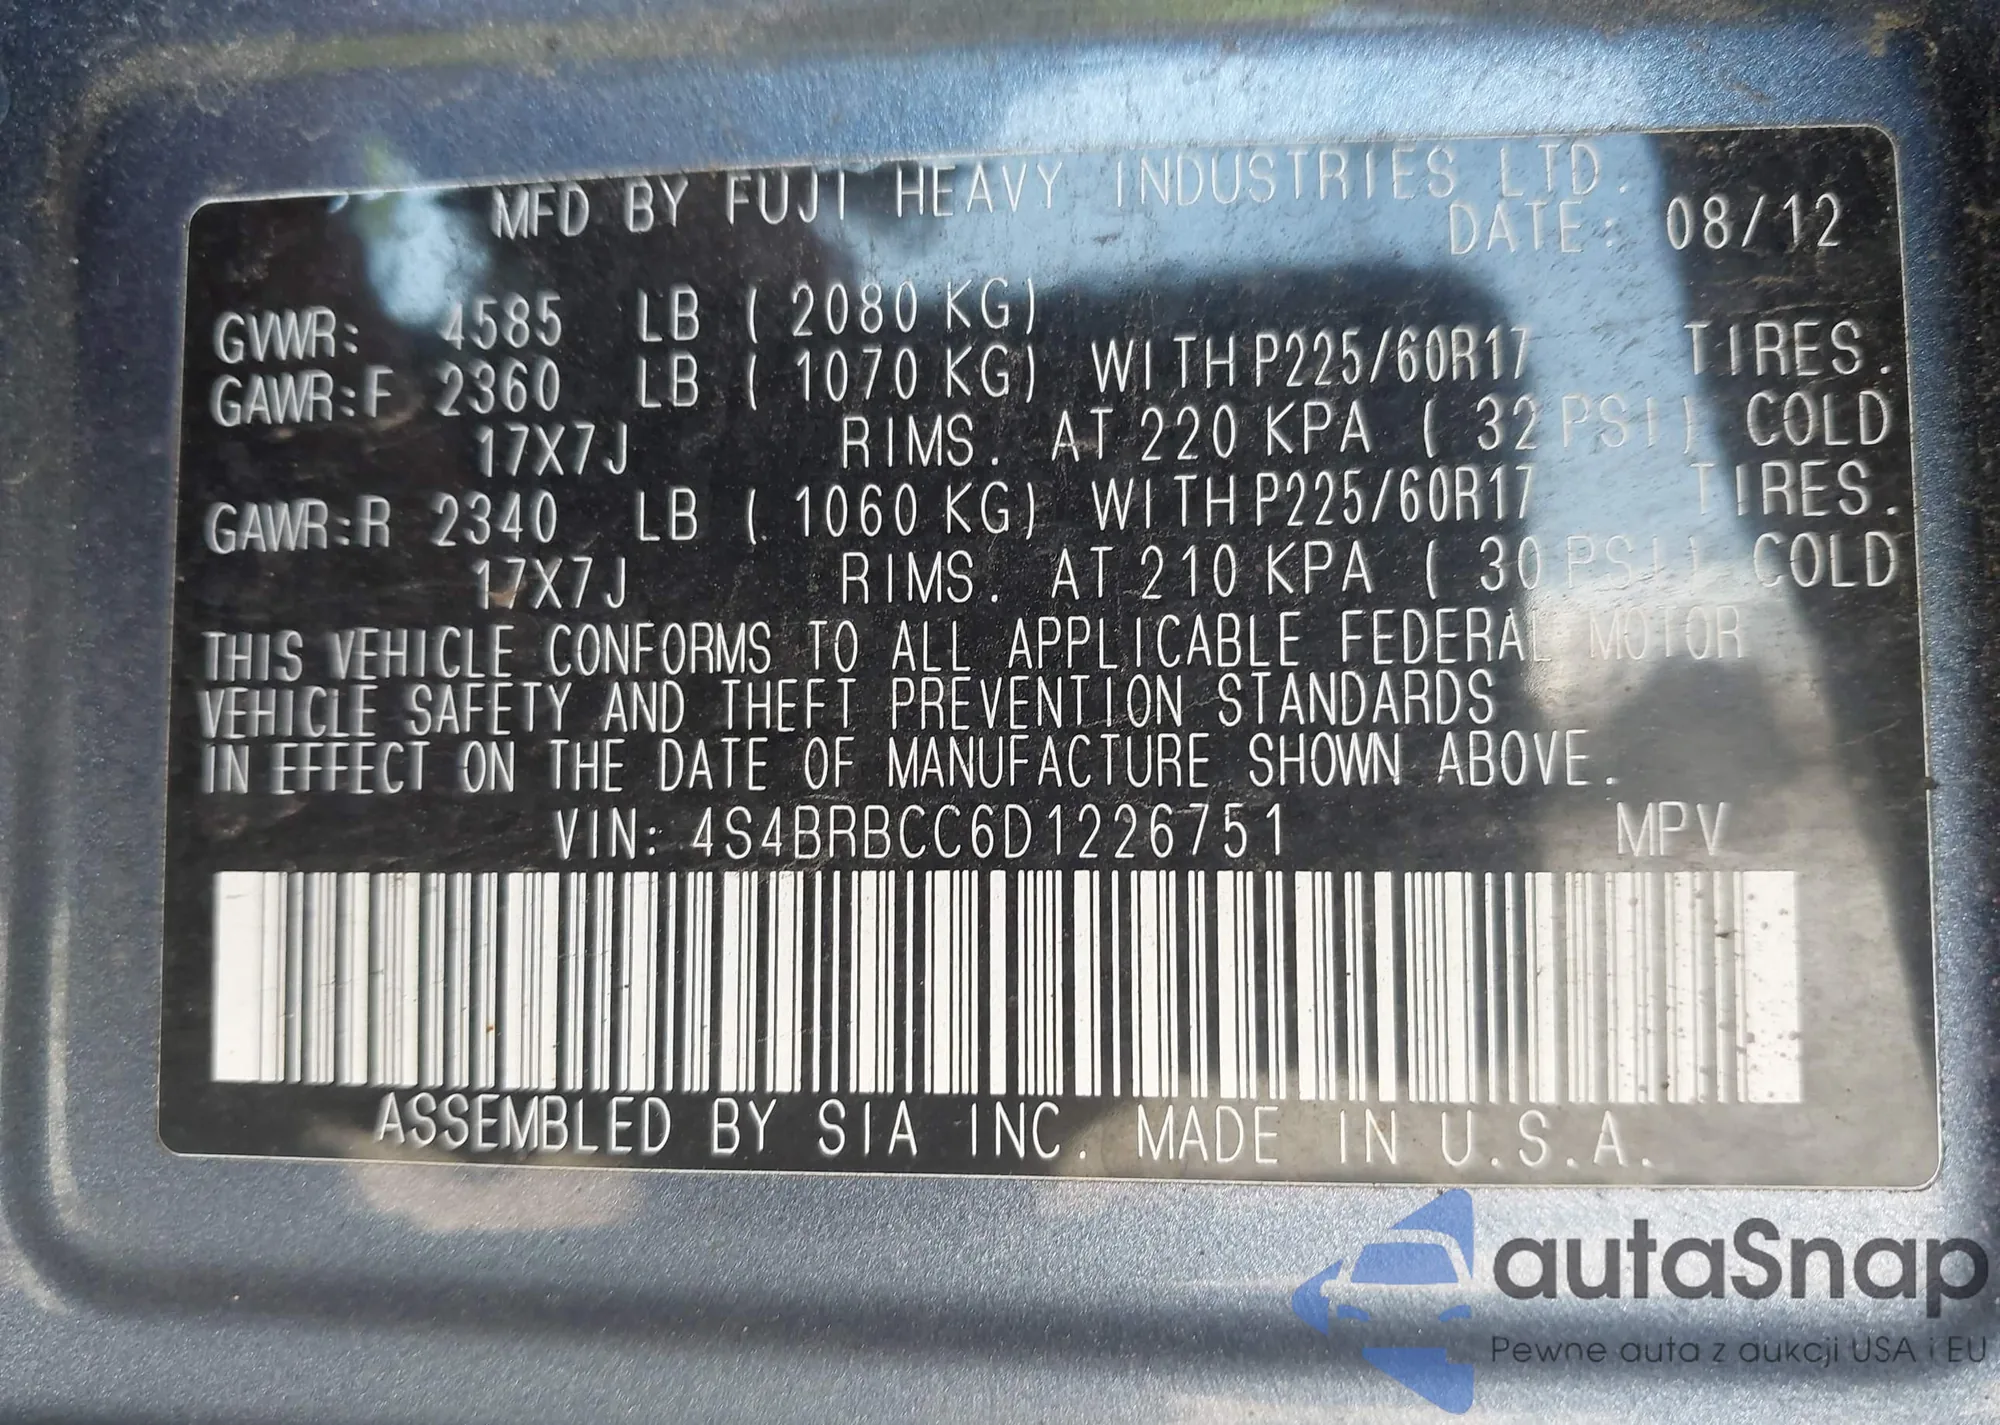 MFD BY FUJI HEAVY INDUSTRIES LTD.
DATE: 08/12
GVWR: 4585 LB ( 2080 KG)
GAWR:F 2360 LB ( 1070 KG) WITH P225/60R17 TIRES.
17X7J RIMS. AT 220 KPA ( 32 PSI) COLD
GAWR:R 2340 LB ( 1060 KG) WITH P225/60R17 TIRES.
17X7J RIMS. AT 210 KPA ( 30 PSI) COLD
THIS VEHICLE CONFORMS TO ALL APPLICABLE FEDERAL MOTOR
VEHICLE SAFETY AND THEFT PREVENTION STANDARDS
IN EFFECT ON THE DATE OF MANUFACTURE SHOWN ABOVE.
VIN: 4S4BRBCC6D1226751 MPV
ASSEMBLED BY SIA INC. MADE IN U.S.A.
autaSnap
Pewne auta z aukcji USA i EU